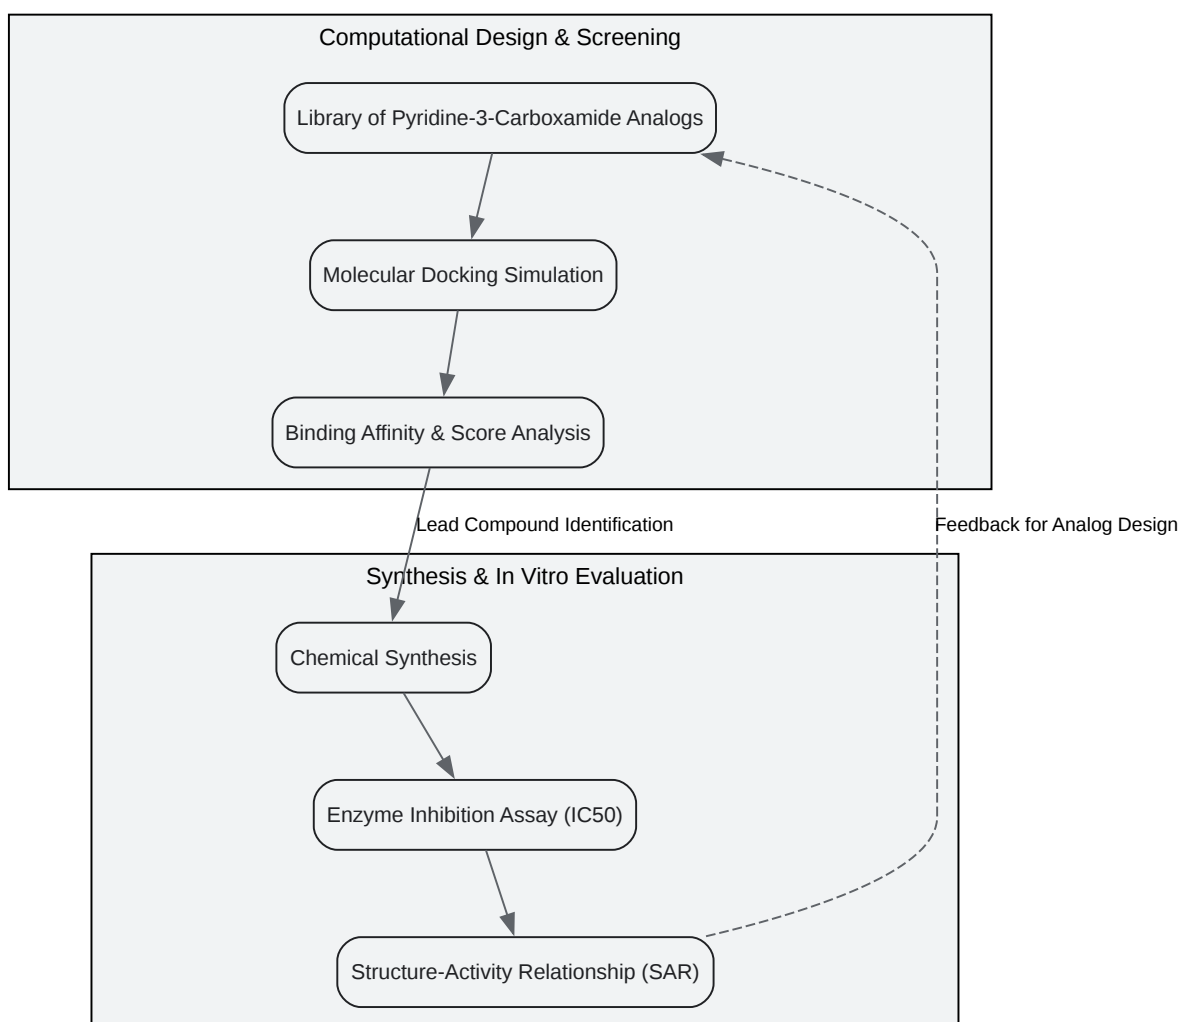 Computational Design & Screening
Library of Pyridine-3-Carboxamide Analogs
Molecular Docking Simulation
Binding Affinity & Score Analysis
Lead Compound Identification
Feedback for Analog Design
Synthesis & In Vitro Evaluation
Chemical Synthesis
Enzyme Inhibition Assay (IC50)
Structure-Activity Relationship (SAR)